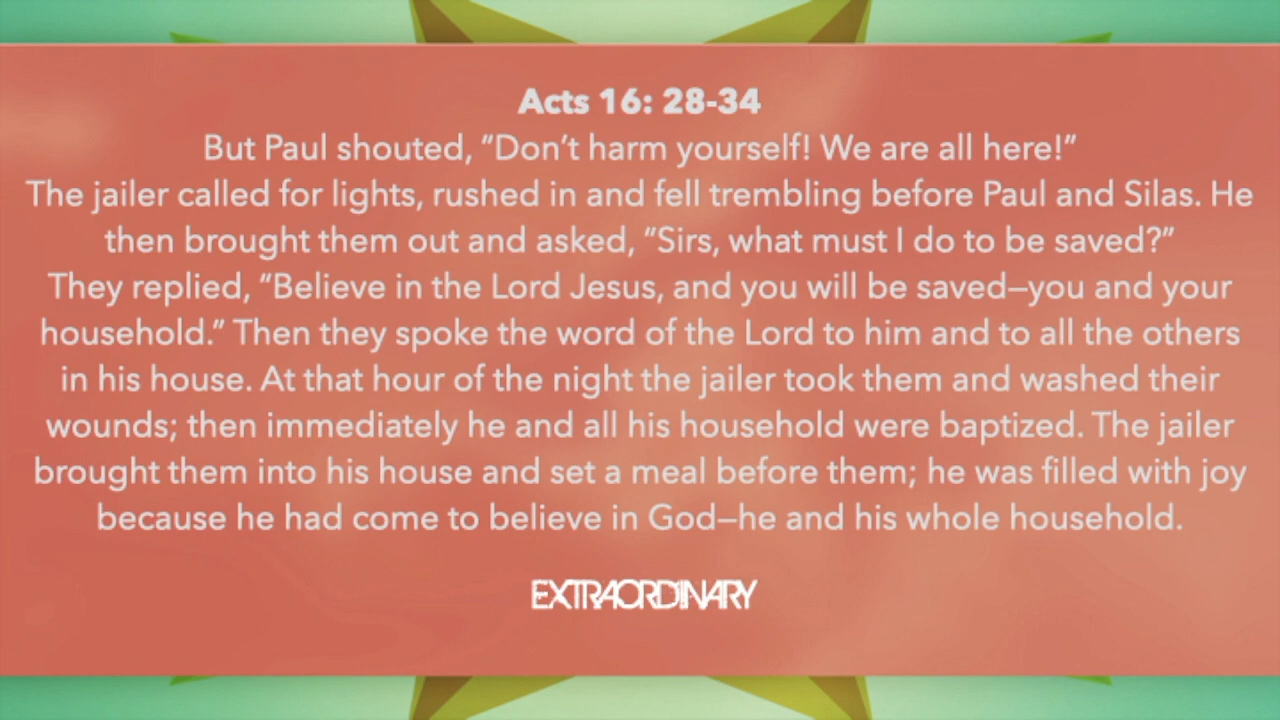 Acts 16: 28-34
But Paul shouted, “Don’t harm yourself! We are all here!”
The jailer called for lights, rushed in and fell trembling before Paul and Silas. He
then brought them out and asked, “Sirs, what must I do to be saved?”
They replied, “Believe in the Lord Jesus, and you will be saved–you and your
household.” Then they spoke the word of the Lord to him and to all the others
in his house. At that hour of the night the jailer took them and washed their
wounds; then immediately he and all his household were baptized. The jailer
brought them into his house and set a meal before them; he was filled with joy
because he had come to believe in God–he and his whole household.
EXTRAORDINARY